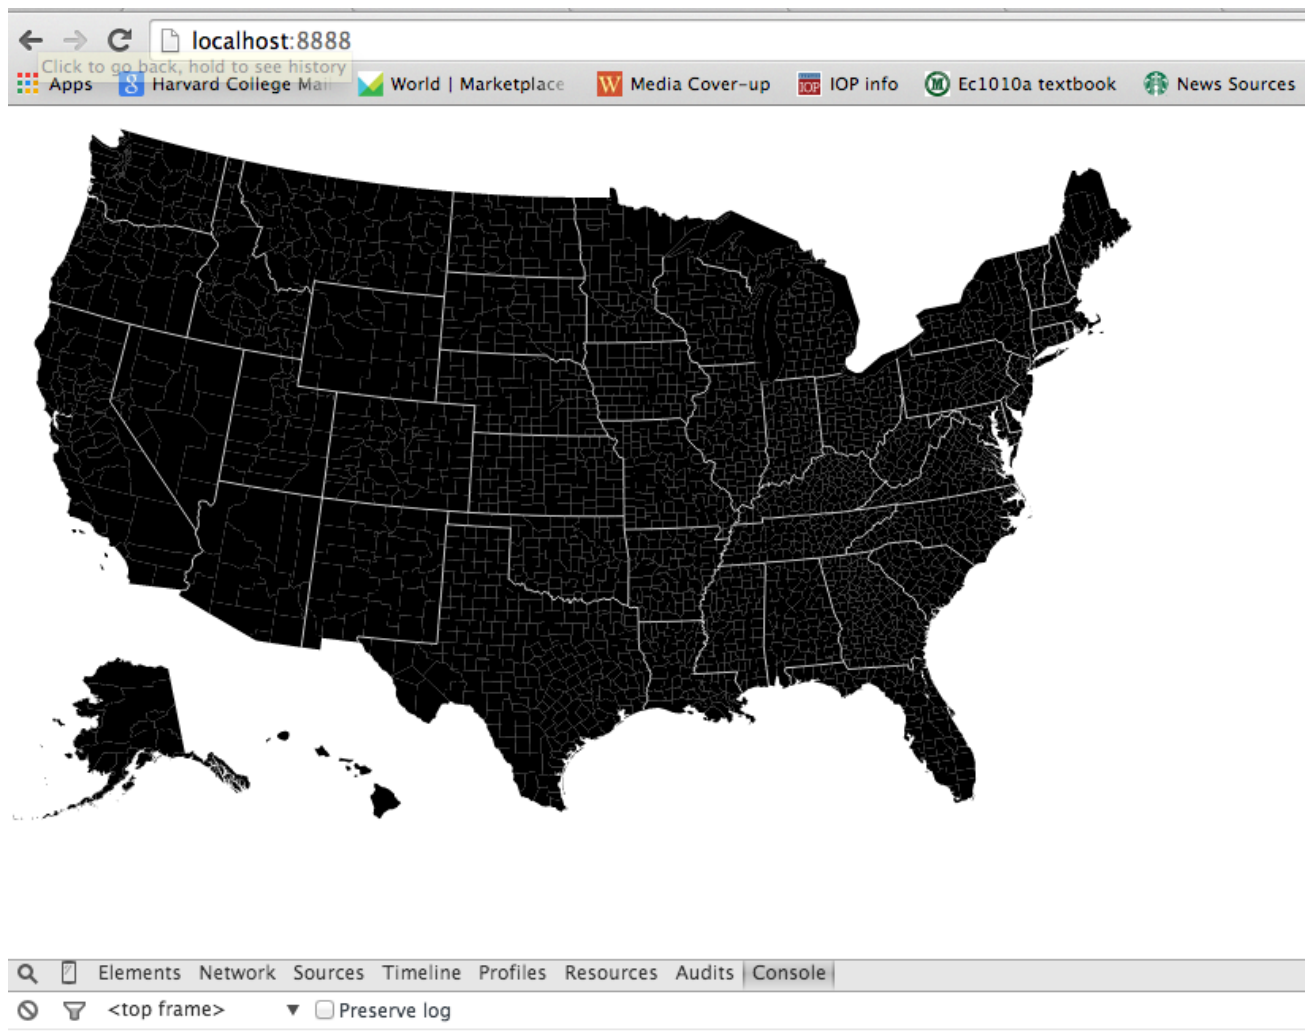 localhost:8888
Click to go back, hold to see history
Apps Harvard College Mail World | Marketplace Media Cover-up IOP info Ec1010a textbook News Sources
Elements Network Sources Timeline Profiles Resources Audits Console
<top frame> Preserve log